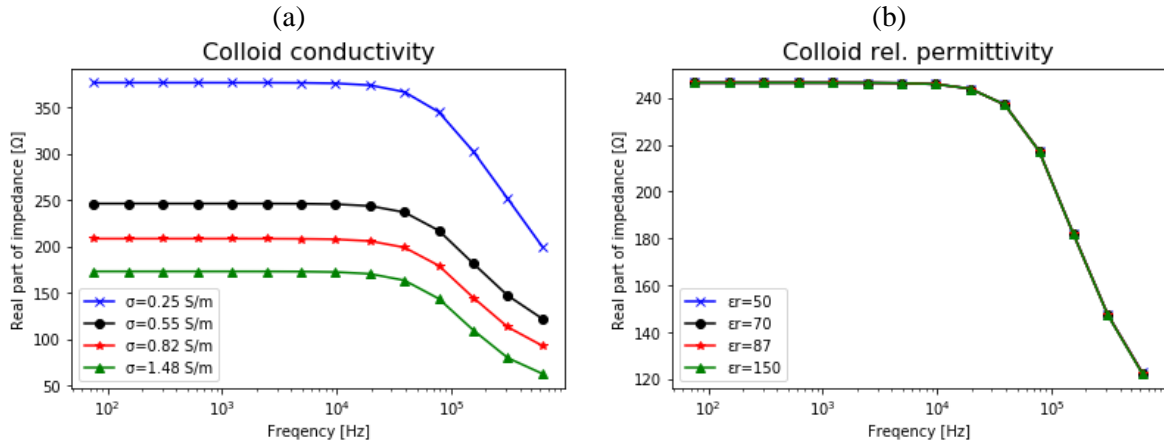 (a)
Colloid conductivity
Real part of impedance [Ω]
350
300
250
200
150
100
50
σ=0.25 S/m
σ=0.55 S/m
σ=0.82 S/m
σ=1.48 S/m
10²
10³
10⁴
10⁵
Freqency [Hz]
(b)
Colloid rel. permittivity
Real part of impedance [Ω]
240
220
200
180
160
140
120
εr=50
εr=70
εr=87
εr=150
10²
10³
10⁴
10⁵
Freqency [Hz]